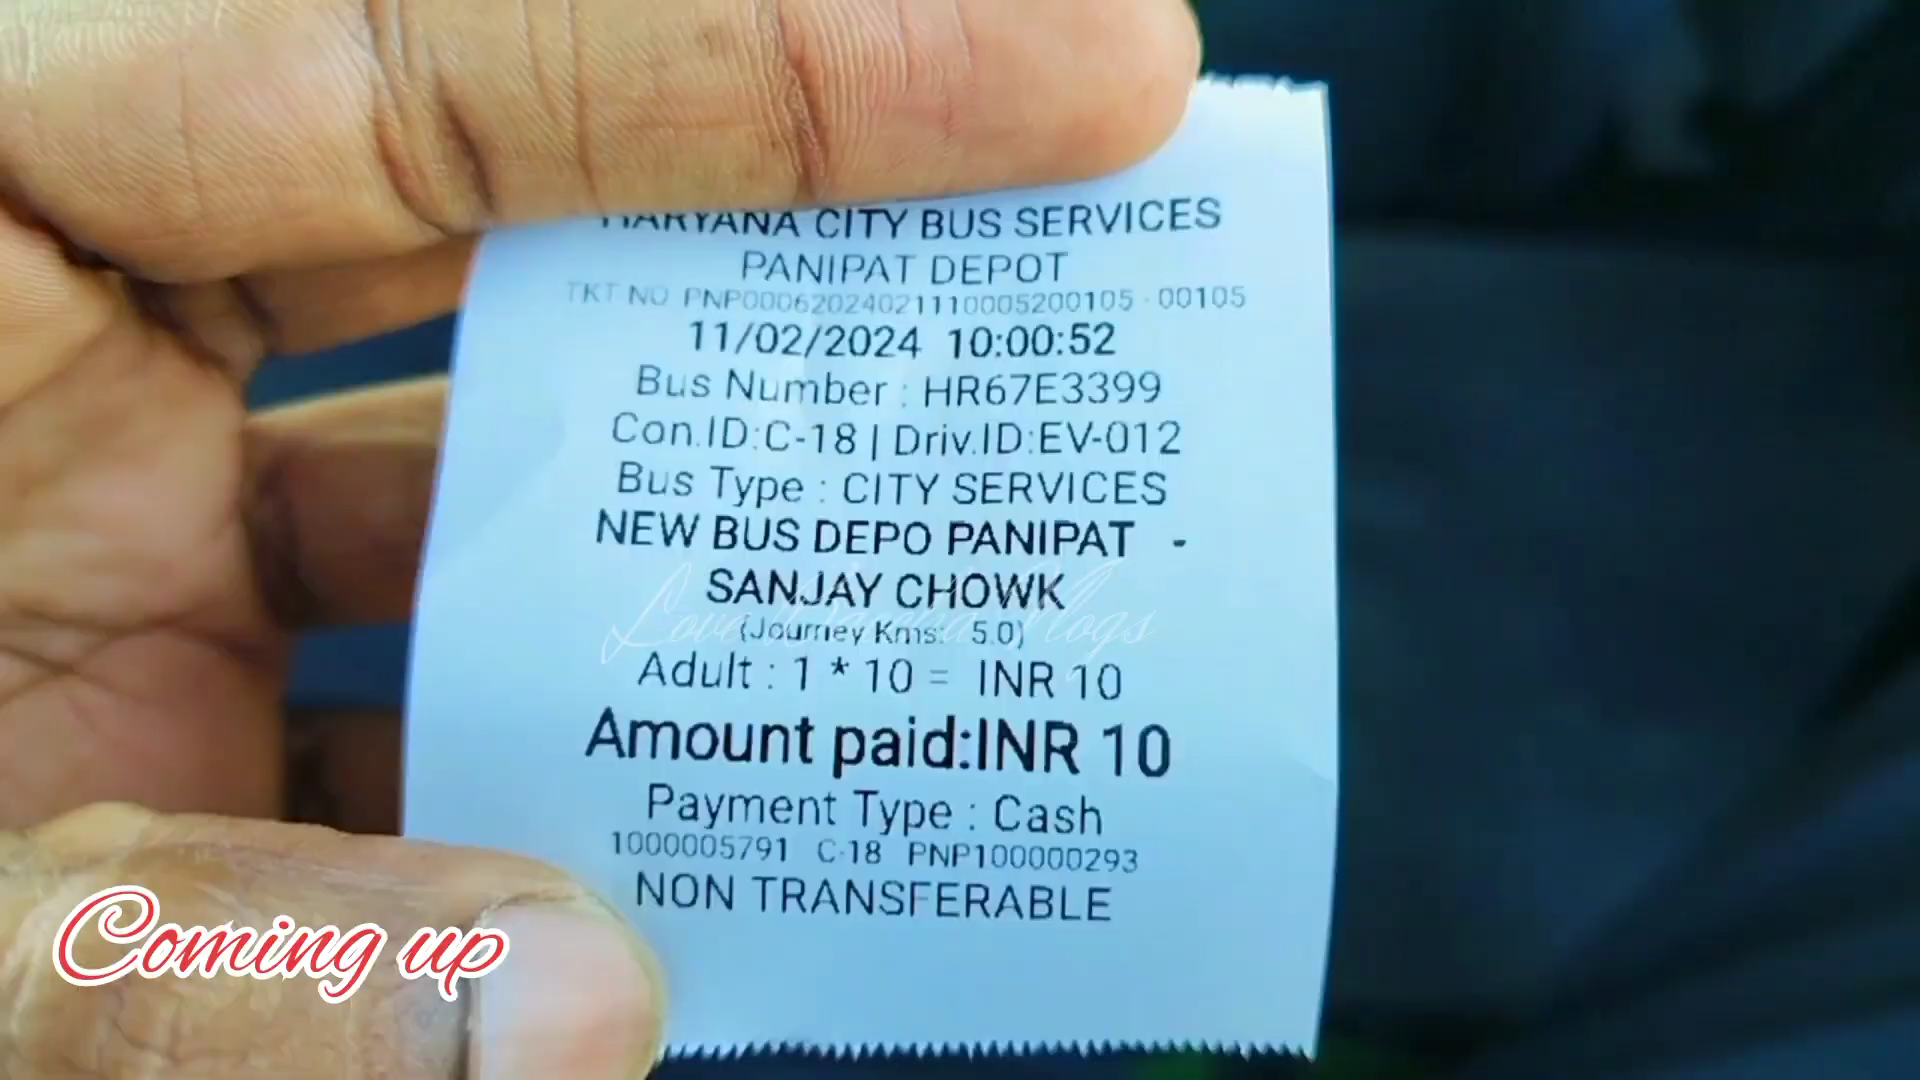 HARYANA CITY BUS SERVICES
PANIPAT DEPOT
TKT NO PNP00062024021110005200105 - 00105
11/02/2024 10:00:52
Bus Number : HR67E3399
Con.ID:C-18 | Driv.ID:EV-012
Bus Type : CITY SERVICES
NEW BUS DEPO PANIPAT -
SANJAY CHOWK
(Journey Kms: 5.0)
Adult : 1 * 10 = INR 10
Amount paid:INR 10
Payment Type : Cash
1000005791 C-18 PNP100000293
NON TRANSFERABLE
Coming up
Love Vlogs